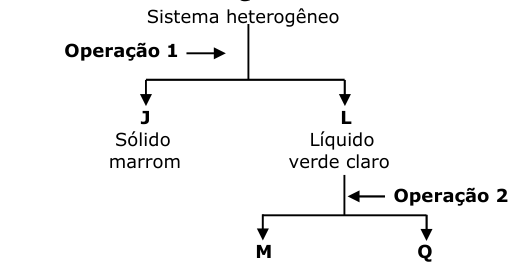 Sistema heterogêneo
Operação 1
J
Sólido
marrom
L
Líquido
verde claro
Operação 2
M
Q